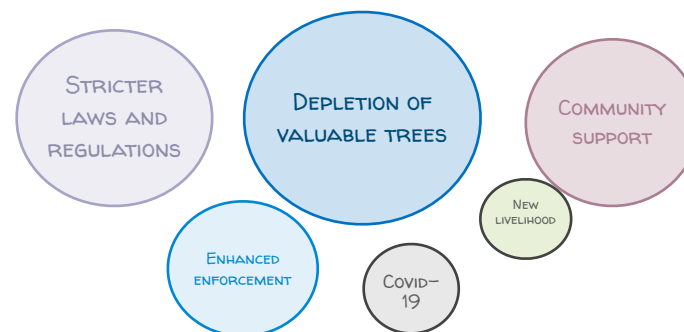 Stricter
laws and
regulations
Depletion of
valuable trees
Community
support
New
livelihood
Enhanced
enforcement
Covid-
19